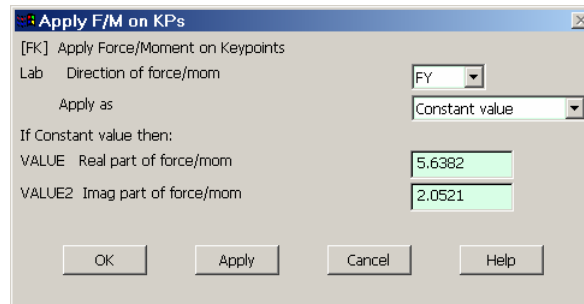 Apply F/M on KPs
[FK] Apply Force/Moment on Keypoints
Lab Direction of force/mom FY
Apply as Constant value
If Constant value then:
VALUE Real part of force/mom 5.6382
VALUE2 Imag part of force/mom 2.0521
OK Apply Cancel Help